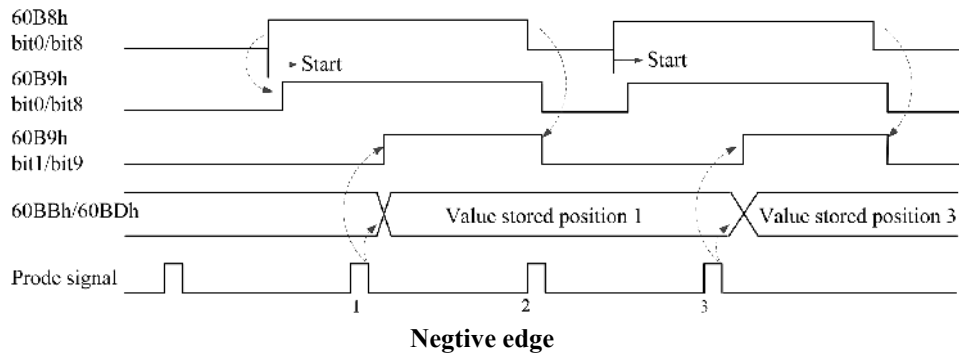 60B8h
bit0/bit8
Start
Start
60B9h
bit0/bit8
60B9h
bit1/bit9
60BBh/60BDh
Value stored position 1
Value stored position 3
Prode signal
1
2
3
Negtive edge